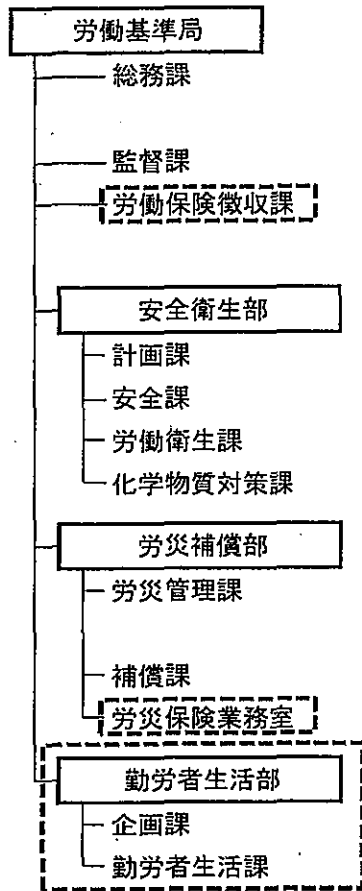 労働基準局
総務課
監督課
労働保険徴収課
安全衛生部
計画課
安全課
労働衛生課
化学物質対策課
労災補償部
労災管理課
補償課
労災保険業務室
勤労者生活部
企画課
勤労者生活課